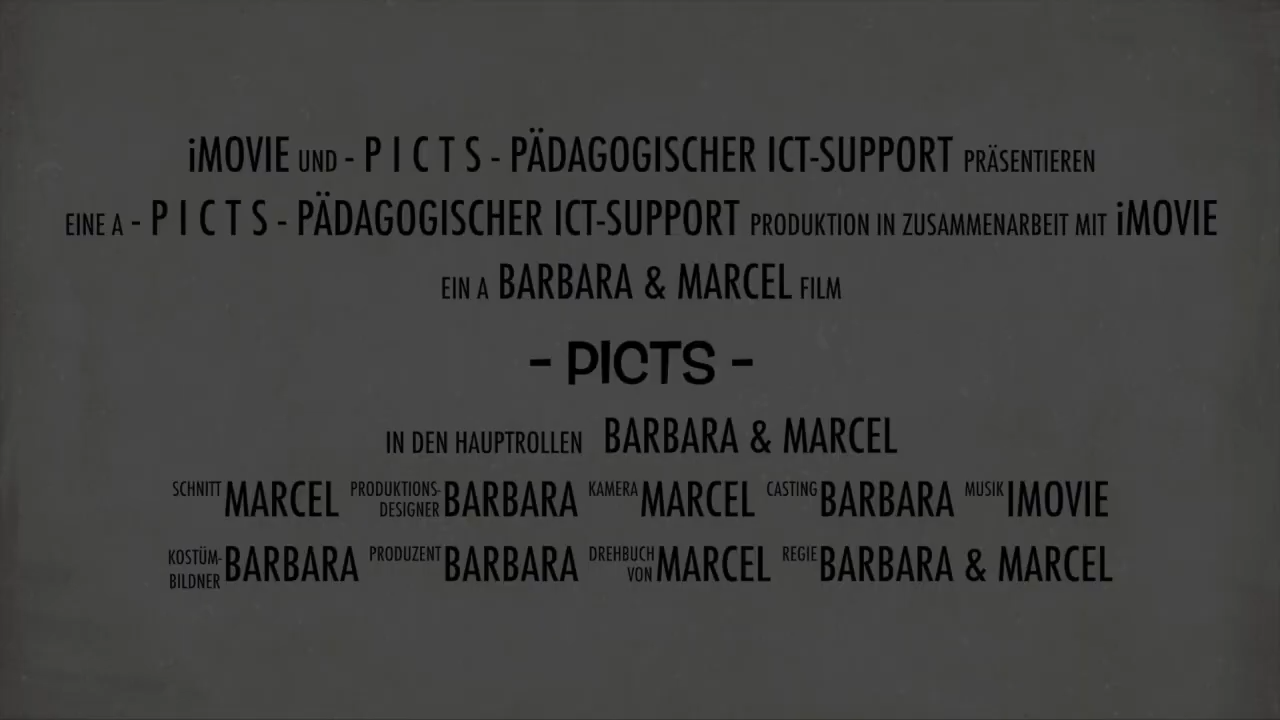 iMOVIE UND - P I C T S - PÄDAGOGISCHER ICT-SUPPORT PRÄSENTIEREN
EINE A - P I C T S - PÄDAGOGISCHER ICT-SUPPORT PRODUKTION IN ZUSAMMENARBEIT MIT iMOVIE
EIN A BARBARA & MARCEL FILM
- PICTS -
IN DEN HAUPTROLLEN BARBARA & MARCEL
SCHNITT MARCEL PRODUKTIONS-DESIGNER BARBARA KAMERA MARCEL CASTING BARBARA MUSIK IMOVIE
KOSTÜM-BILDNER BARBARA PRODUZENT BARBARA DREHBUCH VON MARCEL REGIE BARBARA & MARCEL